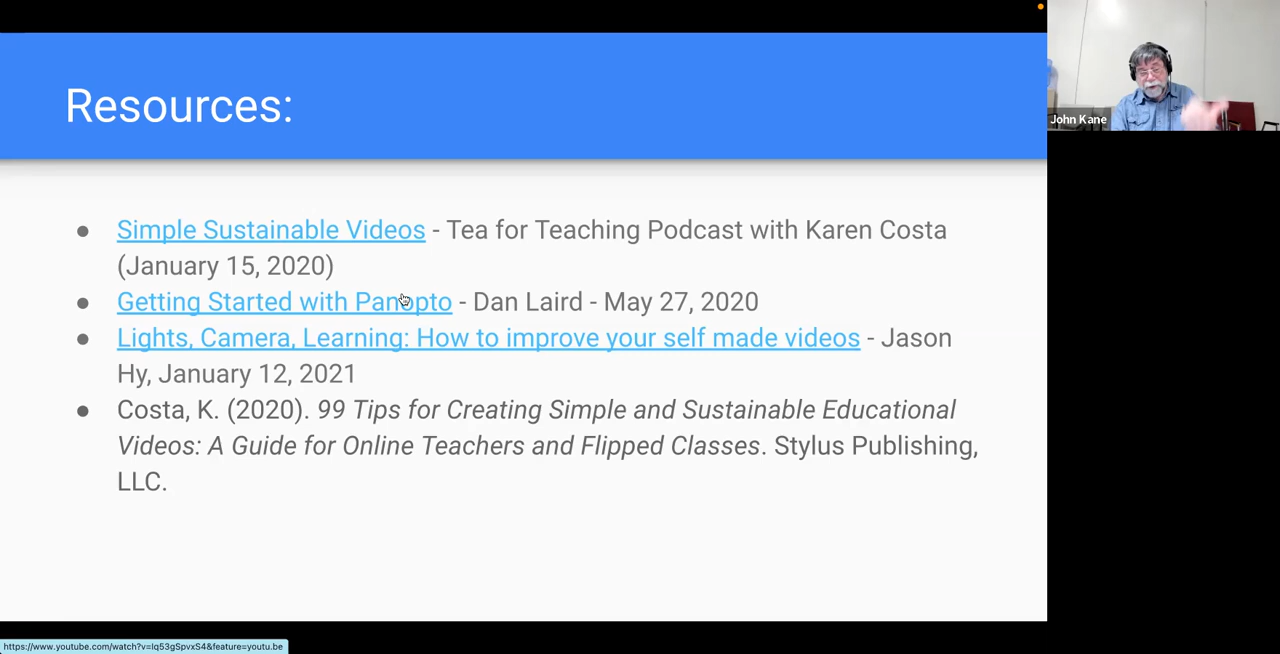 Resources:
John Kane
● Simple Sustainable Videos - Tea for Teaching Podcast with Karen Costa
(January 15, 2020)
● Getting Started with Panopto - Dan Laird - May 27, 2020
● Lights, Camera, Learning: How to improve your self made videos - Jason
Hy, January 12, 2021
● Costa, K. (2020). 99 Tips for Creating Simple and Sustainable Educational
Videos: A Guide for Online Teachers and Flipped Classes. Stylus Publishing,
LLC.
https://www.youtube.com/watch?v=lq53gSpvxS4&feature=youtu.be